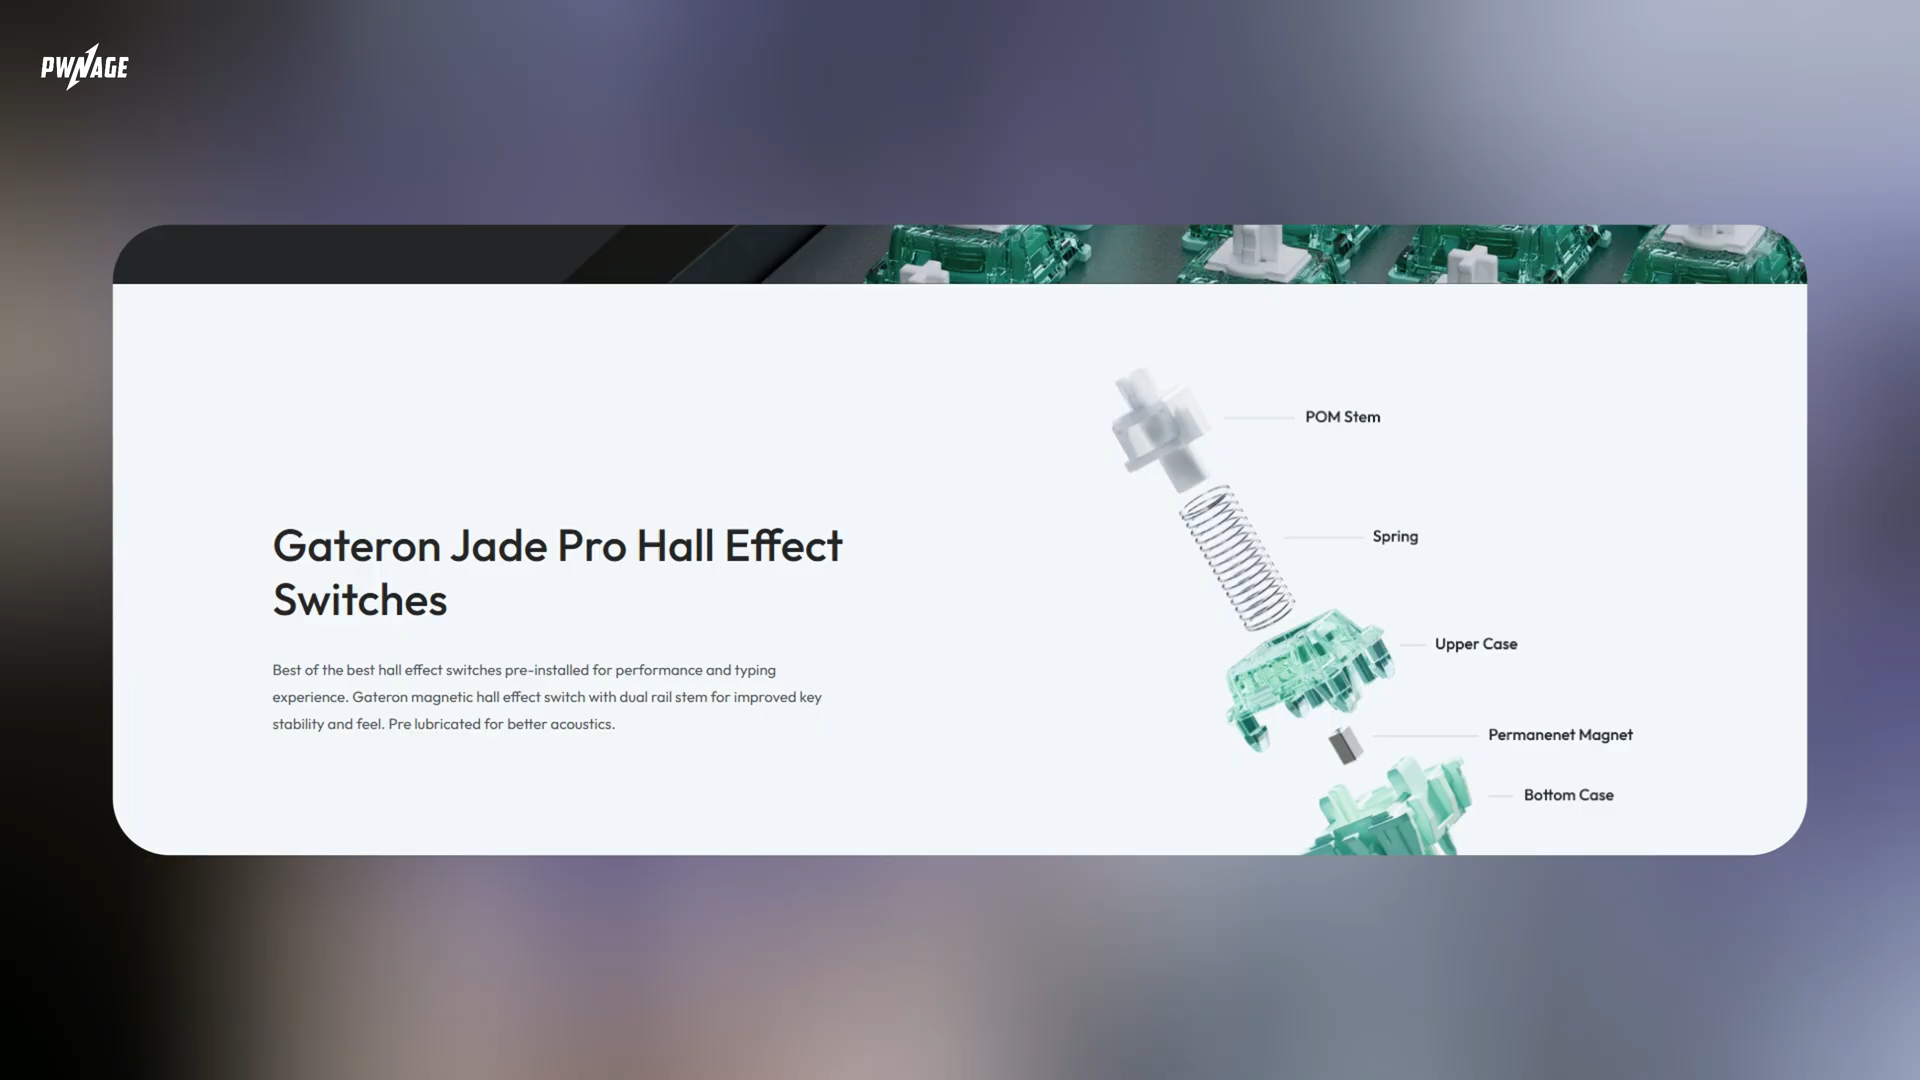 PWNAGE
Gateron Jade Pro Hall Effect
Switches
Best of the best hall effect switches pre-installed for performance and typing
experience. Gateron magnetic hall effect switch with dual rail stem for improved key
stability and feel. Pre lubricated for better acoustics.
POM Stem
Spring
Upper Case
Permanenet Magnet
Bottom Case